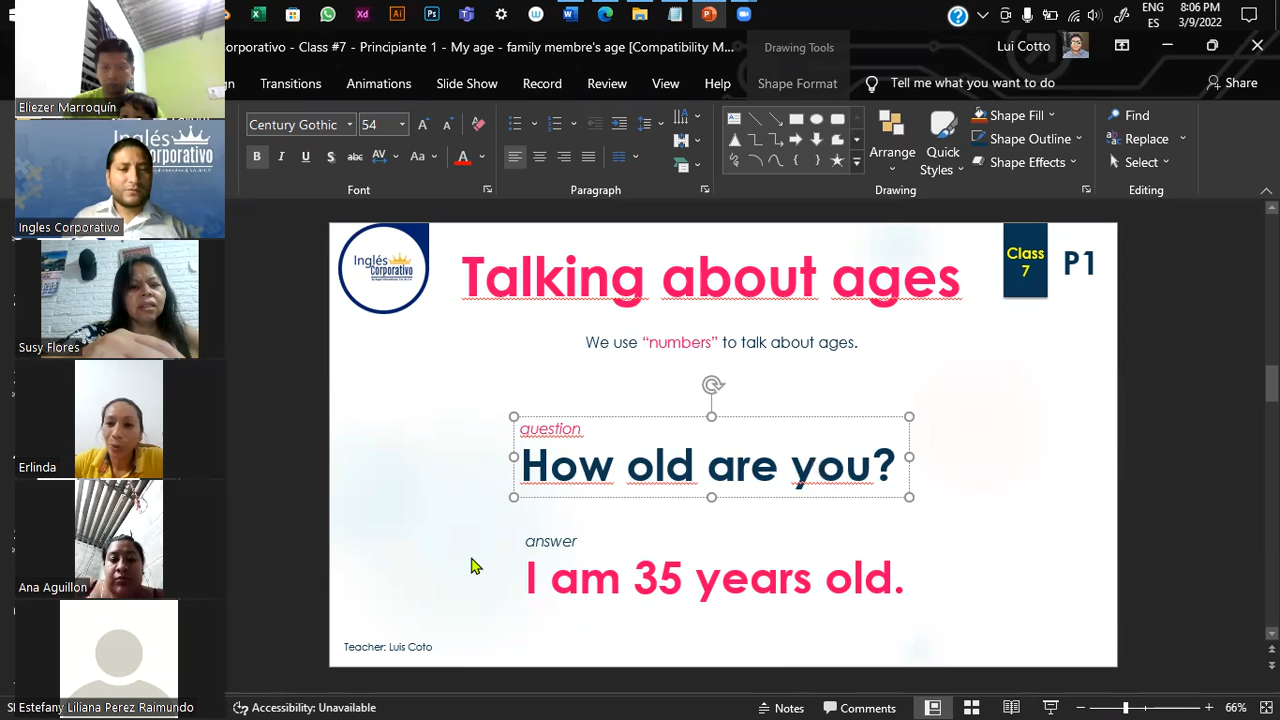 8:06 PM
3/9/2022
ENG
ES
orporativo - Class #7 - Principiante 1 - My age - family membre's age [Compatibility M...
Drawing Tools
Lui Cotto
Transitions
Animations
Slide Show
Record
Review
View
Help
Shape Format
Tell me what you want to do
Share
Century Gothic
54
Shape Fill
Shape Outline
Shape Effects
Arrange
Quick
Styles
Find
Replace
Select
Font
Paragraph
Drawing
Editing
Eliezer Marroquín
Inglés
Corporativo
Ingles Corporativo
Susy Flores
Erlinda
Ana Aguillon
Estefany Liliana Perez Raimundo
Inglés
Corporativo
Talking about ages
Class
7
P1
We use “numbers” to talk about ages.
question
How old are you?
answer
I am 35 years old.
Teacher: Luis Coto
Accessibility: Unavailable
Notes
Comments
66%